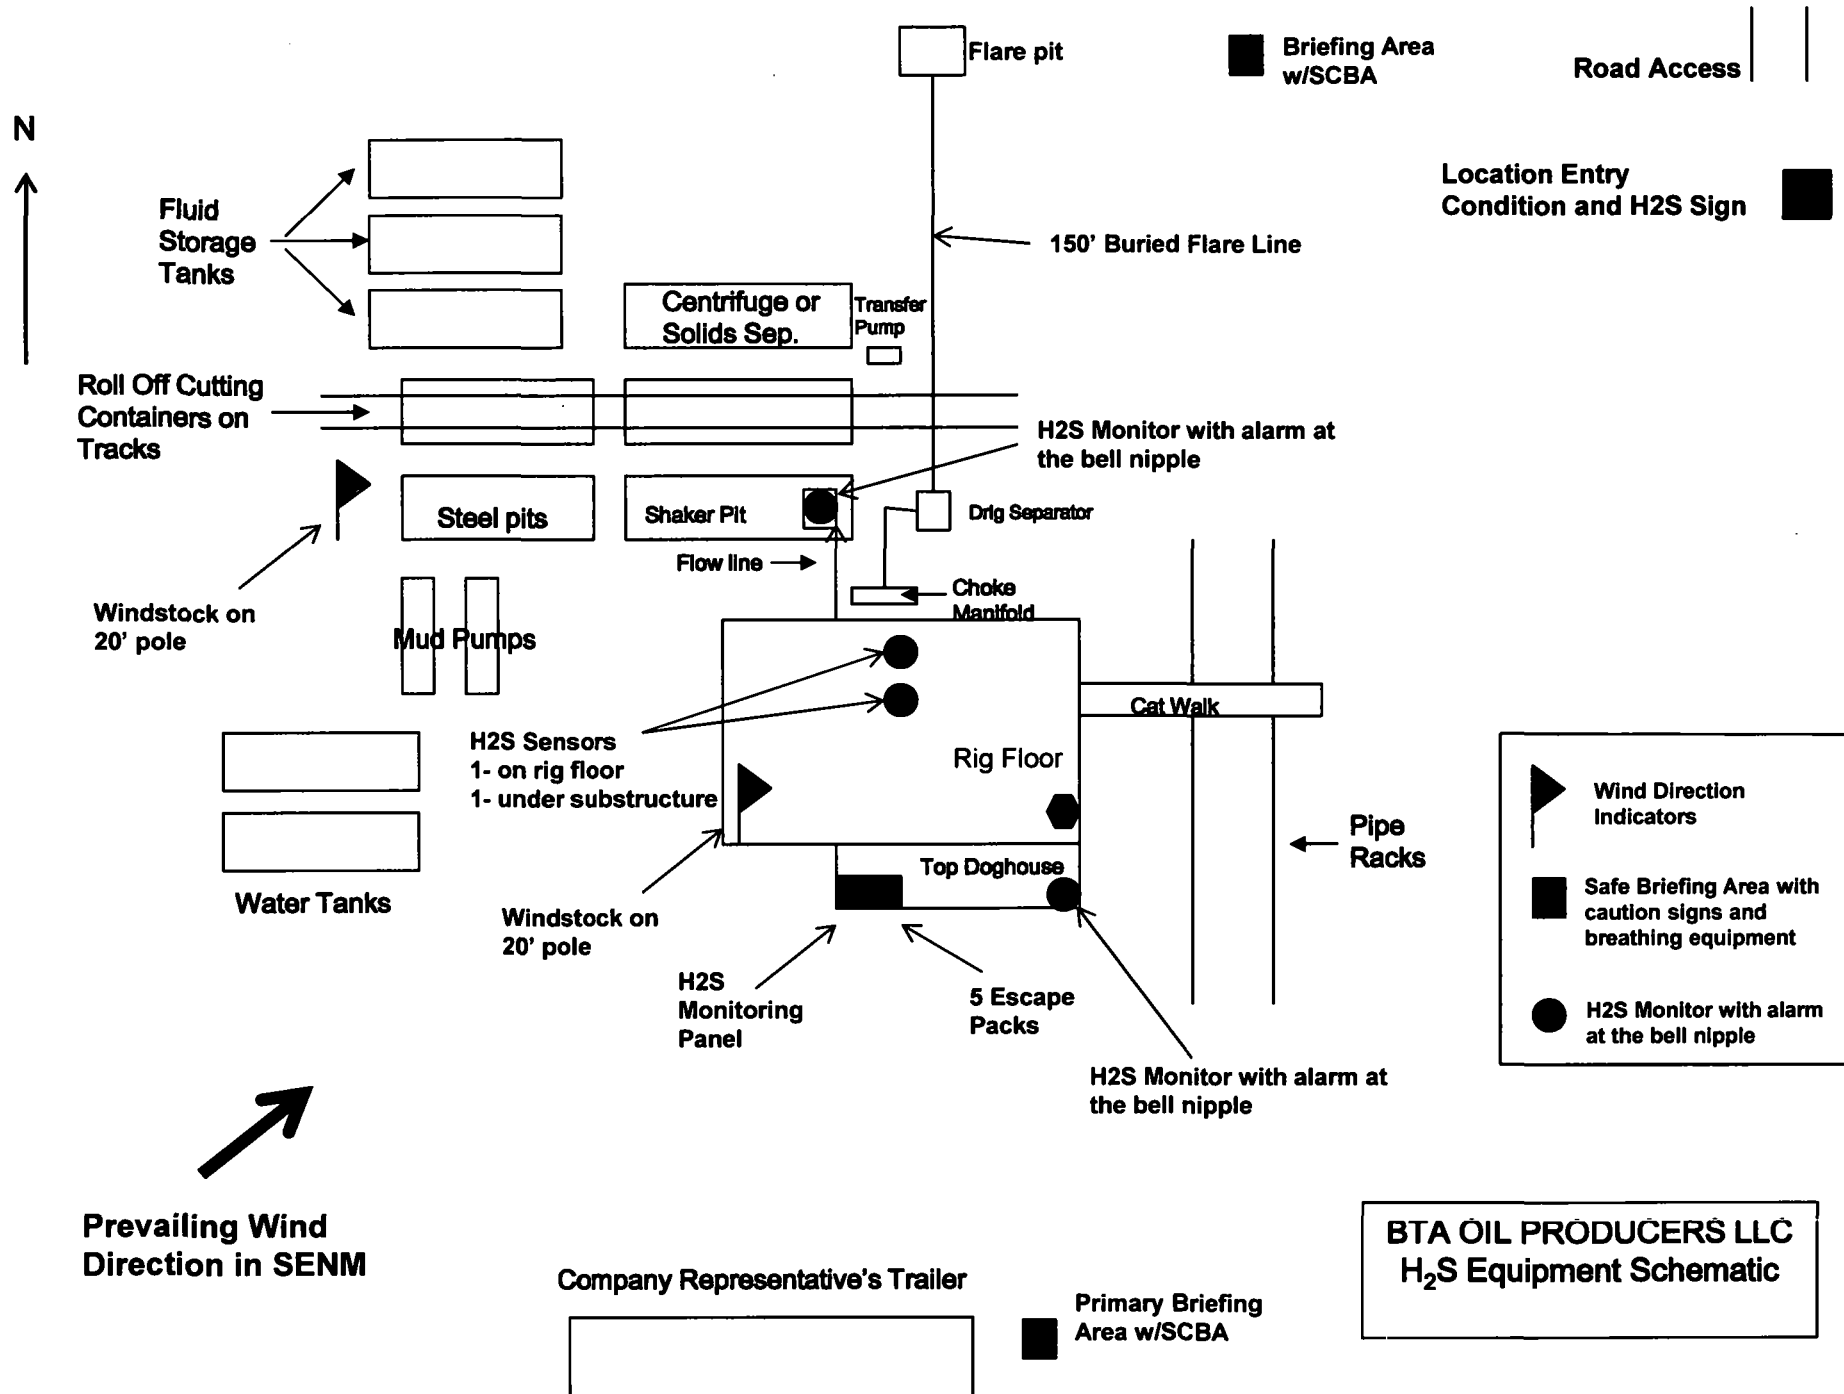 Flare pit
Briefing Area
w/SCBA
Road Access
N
Location Entry
Condition and H2S Sign
Fluid
Storage
Tanks
150' Buried Flare Line
Centrifuge or
Solids Sep.
Transfer
Pump
Roll Off Cutting
Containers on
Tracks
H2S Monitor with alarm at
the bell nipple
Steel pits
Shaker Pit
Drlg Separator
Flow line
Choke
Manifold
Windstock on
20' pole
Mud Pumps
Cat Walk
H2S Sensors
1- on rig floor
1- under substructure
Rig Floor
Wind Direction
Indicators
Pipe
Racks
Top Doghouse
Safe Briefing Area with
caution signs and
breathing equipment
Water Tanks
Windstock on
20' pole
H2S
Monitoring
Panel
5 Escape
Packs
H2S Monitor with alarm
at the bell nipple
H2S Monitor with alarm at
the bell nipple
Prevailing Wind
Direction in SENM
BTA OIL PRODUCERS LLC
H₂S Equipment Schematic
Company Representative's Trailer
Primary Briefing
Area w/SCBA